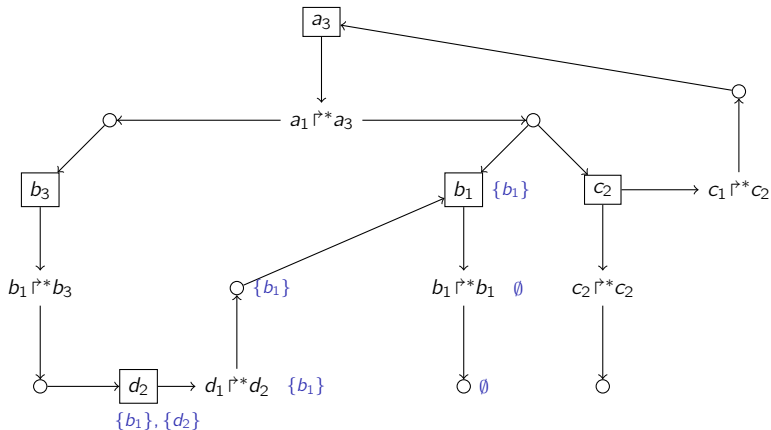 a₃
a₁ ↱* a₃
b₃
b₁ {b₁}
c₂
c₁ ↱* c₂
b₁ ↱* b₃
{b₁}
b₁ ↱* b₁ ∅
c₂ ↱* c₂
d₂
d₁ ↱* d₂ {b₁}
∅
{b₁}, {d₂}